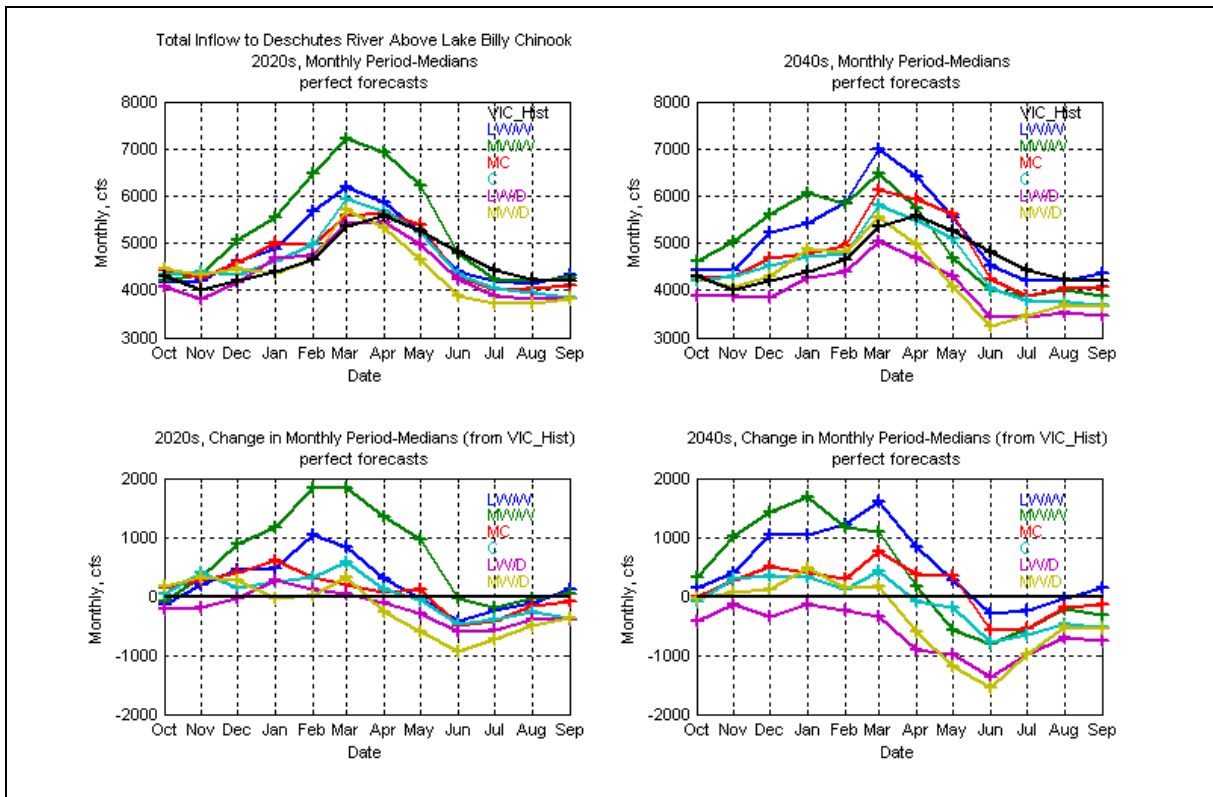 Total Inflow to Deschutes River Above Lake Billy Chinook
2020s, Monthly Period-Medians
perfect forecasts
8000
7000
6000
5000
4000
3000
Monthly, cfs
VIC_Hist
LW/W
MW/W
MC
C
LW/D
MW/D
Oct Nov Dec Jan Feb Mar Apr May Jun Jul Aug Sep
Date
2040s, Monthly Period-Medians
perfect forecasts
8000
7000
6000
5000
4000
3000
Monthly, cfs
VIC_Hist
LW/W
MW/W
MC
C
LW/D
MW/D
Oct Nov Dec Jan Feb Mar Apr May Jun Jul Aug Sep
Date
2020s, Change in Monthly Period-Medians (from VIC_Hist)
perfect forecasts
2000
1000
0
-1000
-2000
Monthly, cfs
LW/W
MW/W
MC
C
LW/D
MW/D
Oct Nov Dec Jan Feb Mar Apr May Jun Jul Aug Sep
Date
2040s, Change in Monthly Period-Medians (from VIC_Hist)
perfect forecasts
2000
1000
0
-1000
-2000
Monthly, cfs
LW/W
MW/W
MC
C
LW/D
MW/D
Oct Nov Dec Jan Feb Mar Apr May Jun Jul Aug Sep
Date